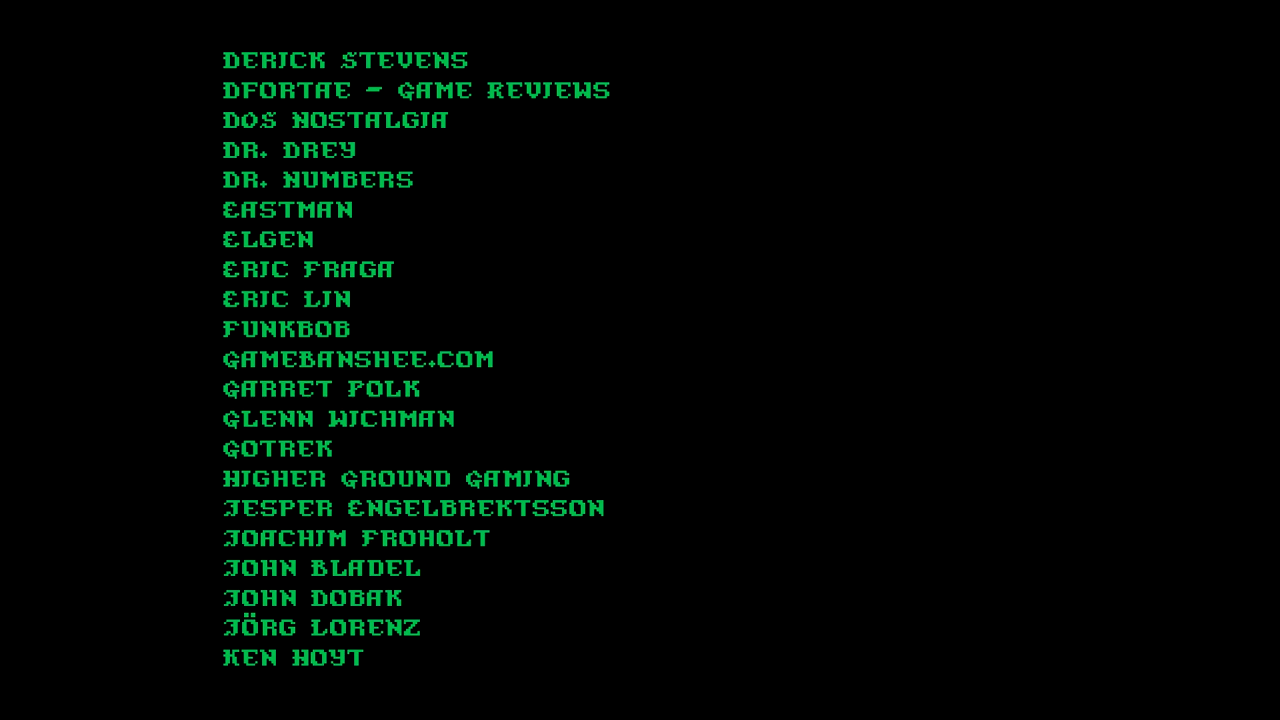 DERICK STEVENS
DFORTAE - GAME REVIEWS
DOS NOSTALGIA
DR. DREY
DR. NUMBERS
EASTMAN
ELGEN
ERIC FRAGA
ERIC LIN
FUNKBOB
GAMEBANSHEE.COM
GARRET POLK
GLENN WICHMAN
GOTREK
HIGHER GROUND GAMING
JESPER ENGELBREKTSSON
JOACHIM FROHOLT
JOHN BLADEL
JOHN DOBAK
JÖRG LORENZ
KEN HOYT